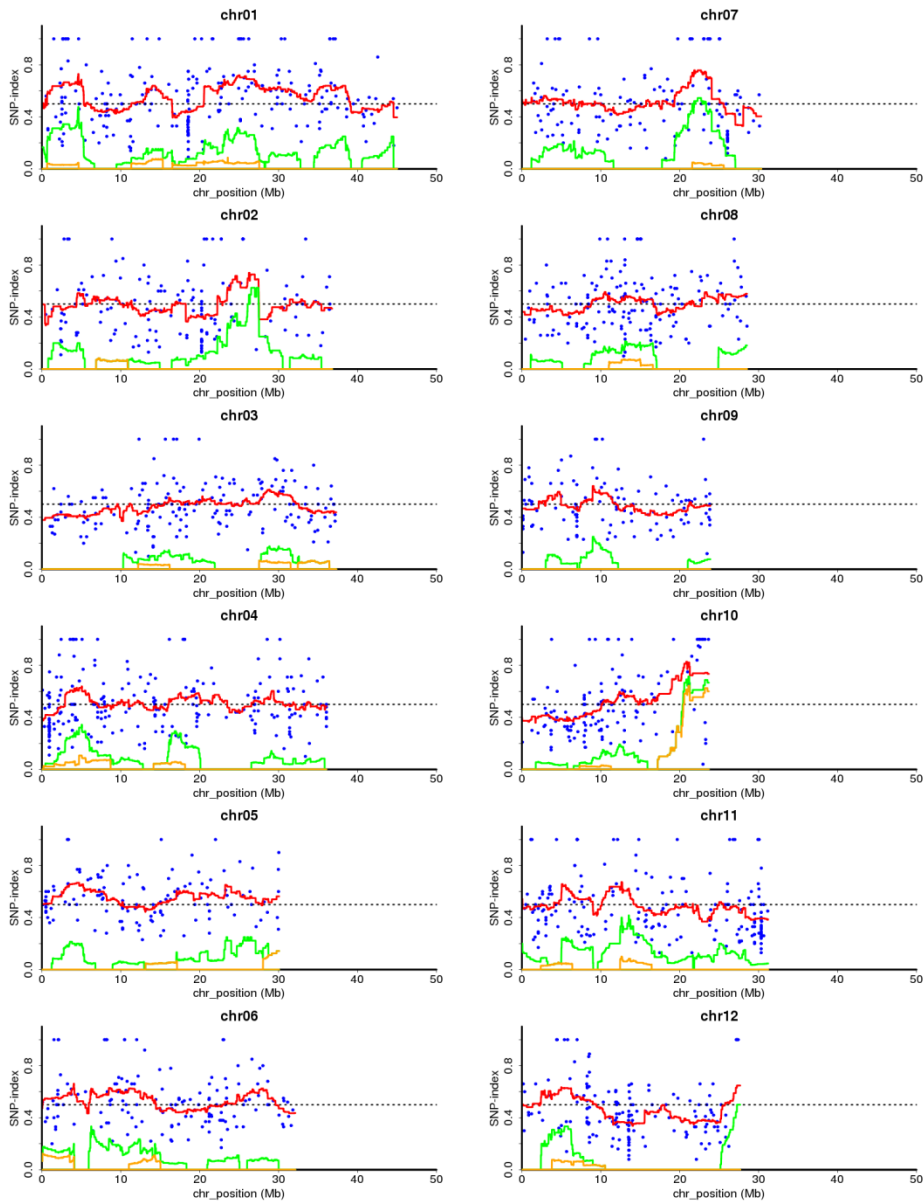 chr01
SNP-index
0.0 0.4 0.8
0 10 20 30 40 50
chr_position (Mb)
chr07
SNP-index
0.0 0.4 0.8
0 10 20 30 40 50
chr_position (Mb)
chr02
SNP-index
0.0 0.4 0.8
0 10 20 30 40 50
chr_position (Mb)
chr08
SNP-index
0.0 0.4 0.8
0 10 20 30 40 50
chr_position (Mb)
chr03
SNP-index
0.0 0.4 0.8
0 10 20 30 40 50
chr_position (Mb)
chr09
SNP-index
0.0 0.4 0.8
0 10 20 30 40 50
chr_position (Mb)
chr04
SNP-index
0.0 0.4 0.8
0 10 20 30 40 50
chr_position (Mb)
chr10
SNP-index
0.0 0.4 0.8
0 10 20 30 40 50
chr_position (Mb)
chr05
SNP-index
0.0 0.4 0.8
0 10 20 30 40 50
chr_position (Mb)
chr11
SNP-index
0.0 0.4 0.8
0 10 20 30 40 50
chr_position (Mb)
chr06
SNP-index
0.0 0.4 0.8
0 10 20 30 40 50
chr_position (Mb)
chr12
SNP-index
0.0 0.4 0.8
0 10 20 30 40 50
chr_position (Mb)